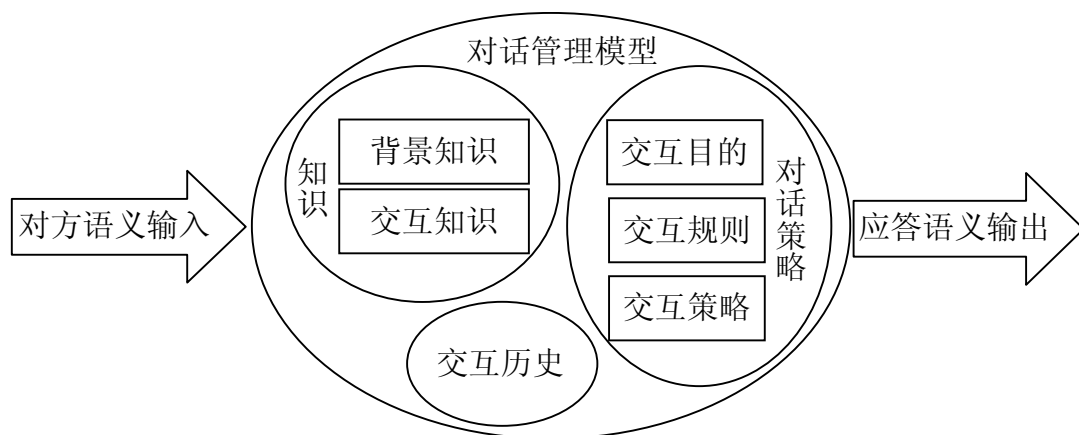 对话管理模型
对方语义输入
知识
背景知识
交互知识
交互历史
交互目的
交互规则
交互策略
对话策略
应答语义输出